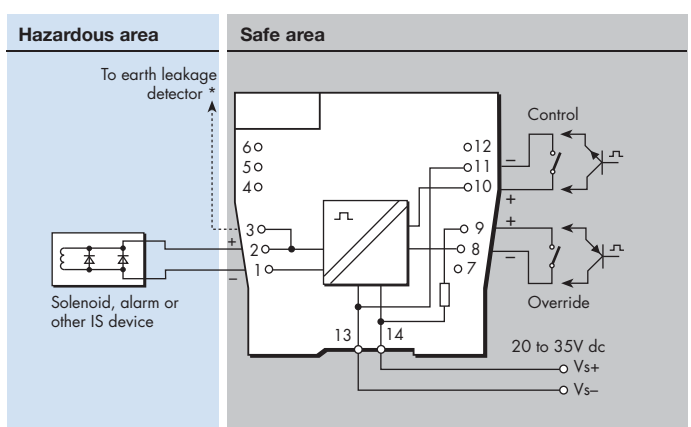 Hazardous area
Safe area
To earth leakage
detector *
Control
6
5
4
3
2
1
12
11
10
9
8
7
–
+
+
–
+
–
Solenoid, alarm or
other IS device
Override
13
14
20 to 35V dc
Vs+
Vs–